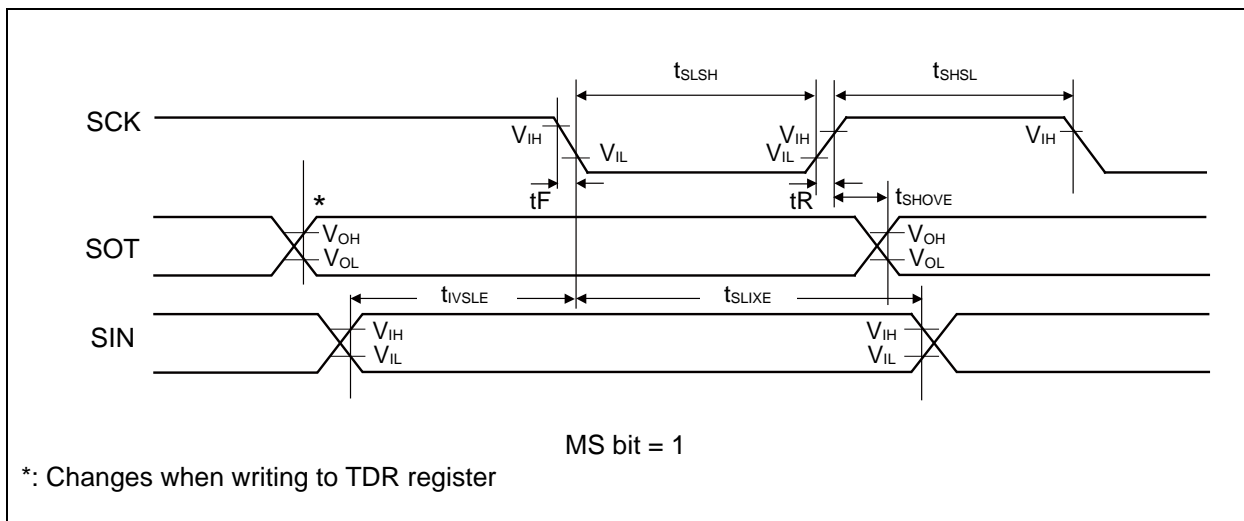 tSLSH tSHSL
SCK VIH VIL VIL VIH VIH
tF tR tSHOVE
*
SOT VOH VOL VOH VOL
tIVSLE tSLIXE
SIN VIH VIL VIH VIL
MS bit = 1
*: Changes when writing to TDR register